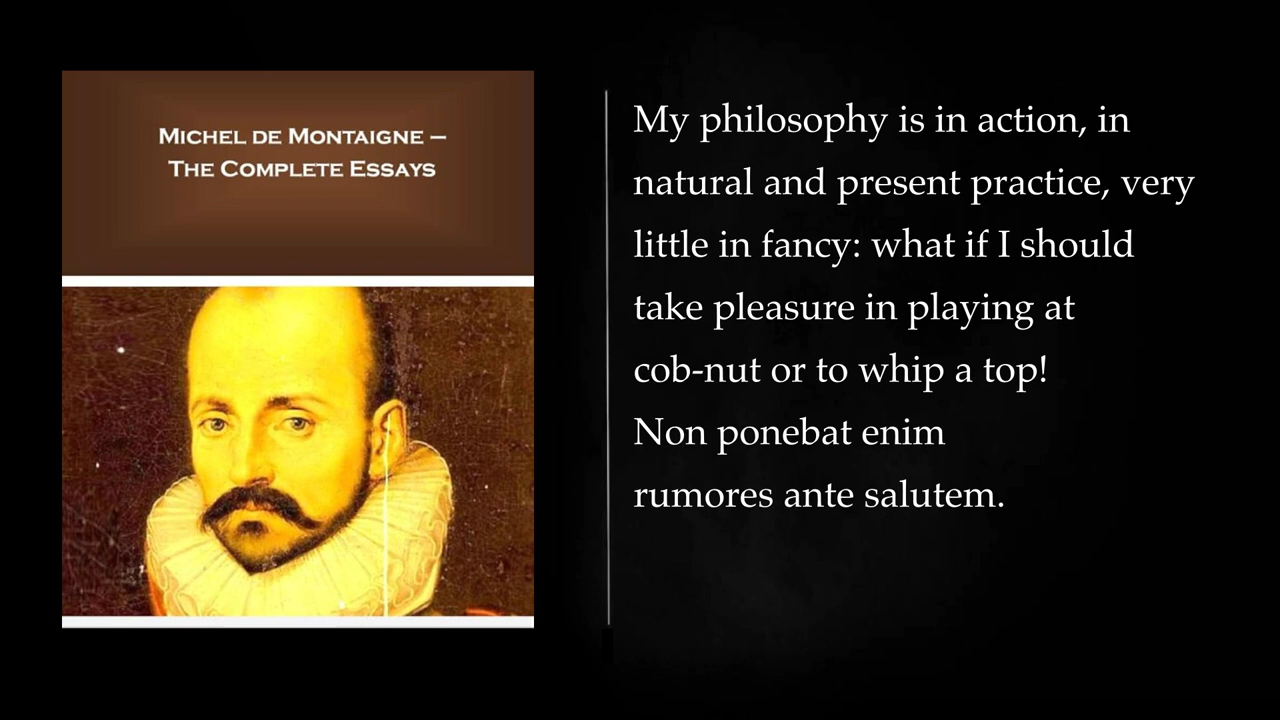 MICHEL DE MONTAIGNE –
THE COMPLETE ESSAYS
My philosophy is in action, in
natural and present practice, very
little in fancy: what if I should
take pleasure in playing at
cob-nut or to whip a top!
Non ponebat enim
rumores ante salutem.